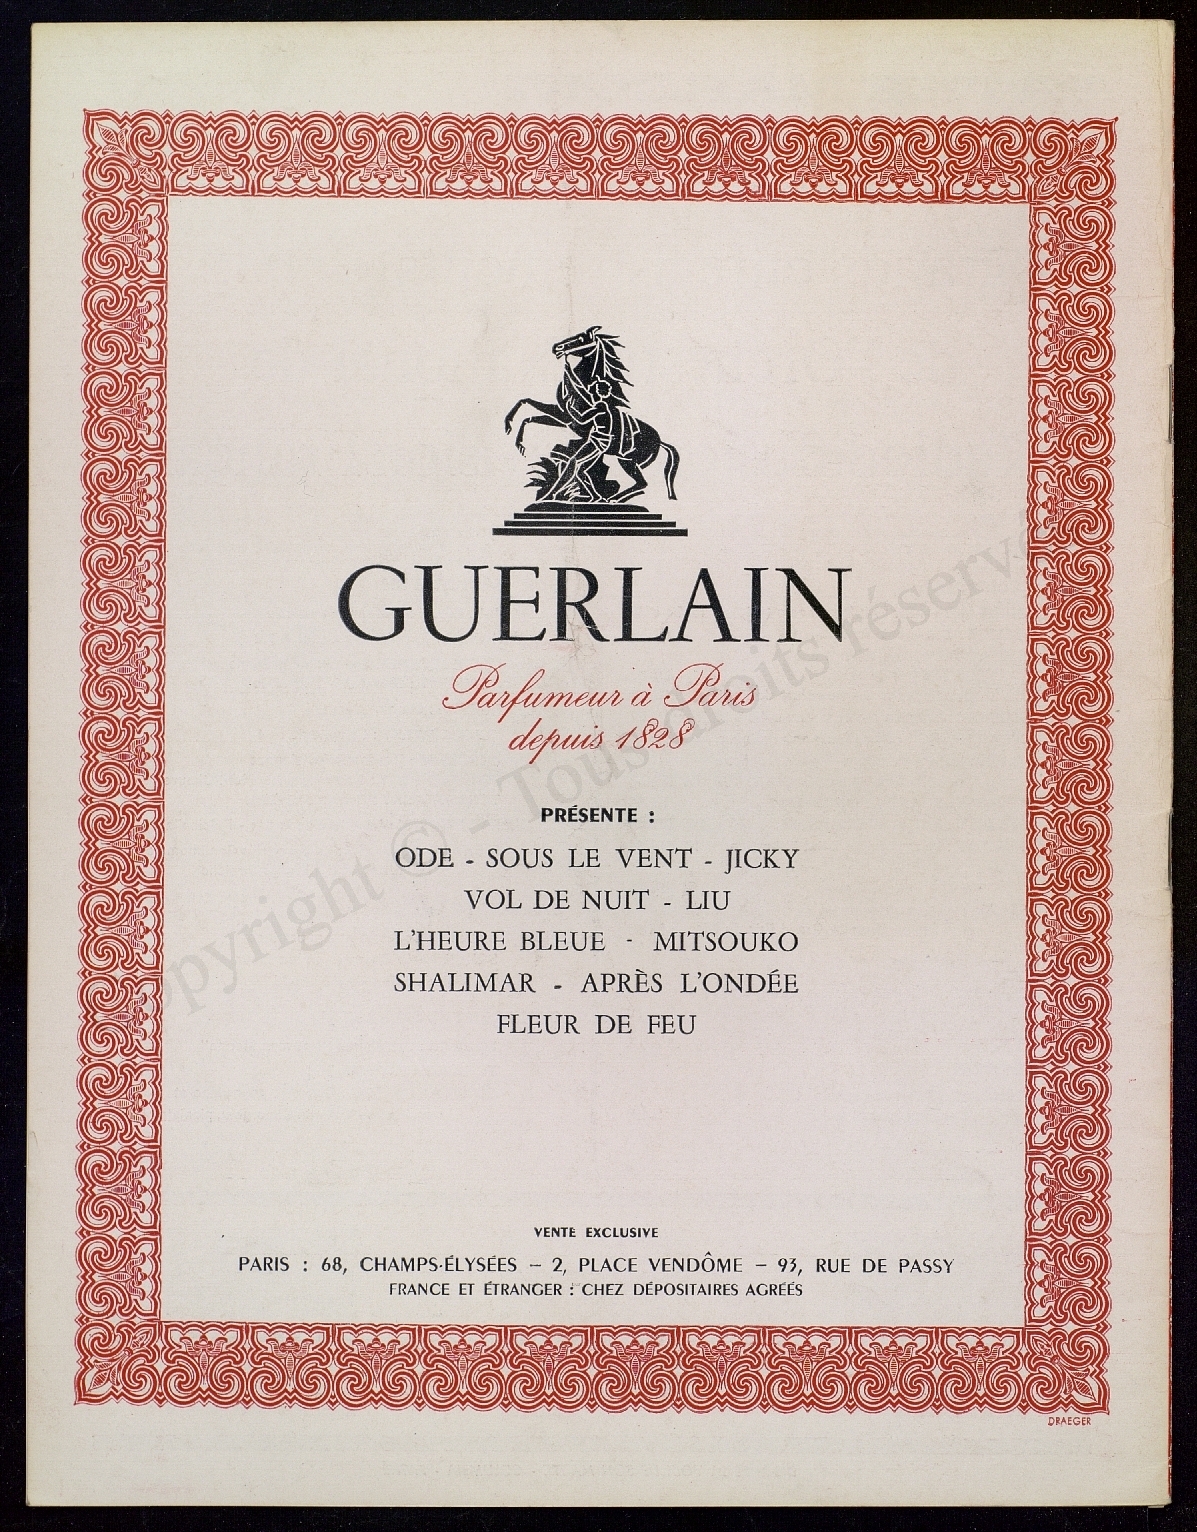 GUERLAIN
Parfumeur à Paris
depuis 1828
PRÉSENTE :
ODE - SOUS LE VENT - JICKY
VOL DE NUIT - LIU
L'HEURE BLEUE - MITSOUKO
SHALIMAR - APRÈS L'ONDÉE
FLEUR DE FEU
VENTE EXCLUSIVE
PARIS : 68, CHAMPS-ÉLYSÉES – 2, PLACE VENDÔME – 93, RUE DE PASSY
FRANCE ET ÉTRANGER : CHEZ DÉPOSITAIRES AGRÉÉS
DRAEGER
opyright © - Tous droits réservé